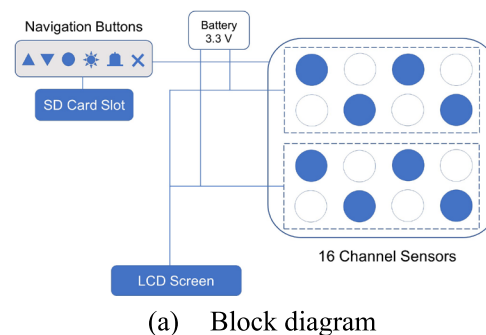 Navigation Buttons
Battery
3.3 V
SD Card Slot
16 Channel Sensors
LCD Screen
(a) Block diagram